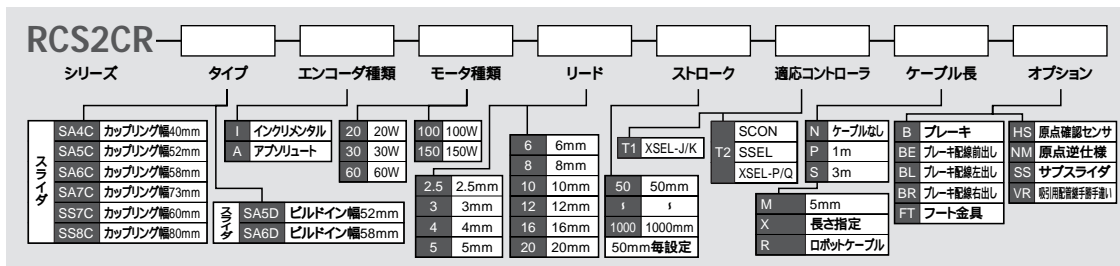 RCS2CR
シリーズ タイプ エンコーダ種類 モータ種類 リード ストローク 適応コントローラ ケーブル長 オプション
スライダ
SA4C カップリング幅40mm
SA5C カップリング幅52mm
SA6C カップリング幅58mm
SA7C カップリング幅73mm
SS7C カップリング幅60mm
SS8C カップリング幅80mm
スライダ
SA5D ビルドイン幅52mm
SA6D ビルドイン幅58mm
I インクリメンタル
A アブソリュート
20 20W
30 30W
60 60W
100 100W
150 150W
2.5 2.5mm
3 3mm
4 4mm
5 5mm
6 6mm
8 8mm
10 10mm
12 12mm
16 16mm
20 20mm
50 50mm
≀ ≀
1000 1000mm
50mm毎設定
T1 XSEL-J/K
T2
SCON
SSEL
XSEL-P/Q
N ケーブルなし
P 1m
S 3m
M 5mm
X 長さ指定
R ロボットケーブル
B ブレーキ
BE ブレーキ配線前出し
BL ブレーキ配線左出し
BR ブレーキ配線右出し
FT フート金具
HS 原点確認センサ
NM 原点逆仕様
SS サブスライダ
VR 吸引用配管継手勝手違い